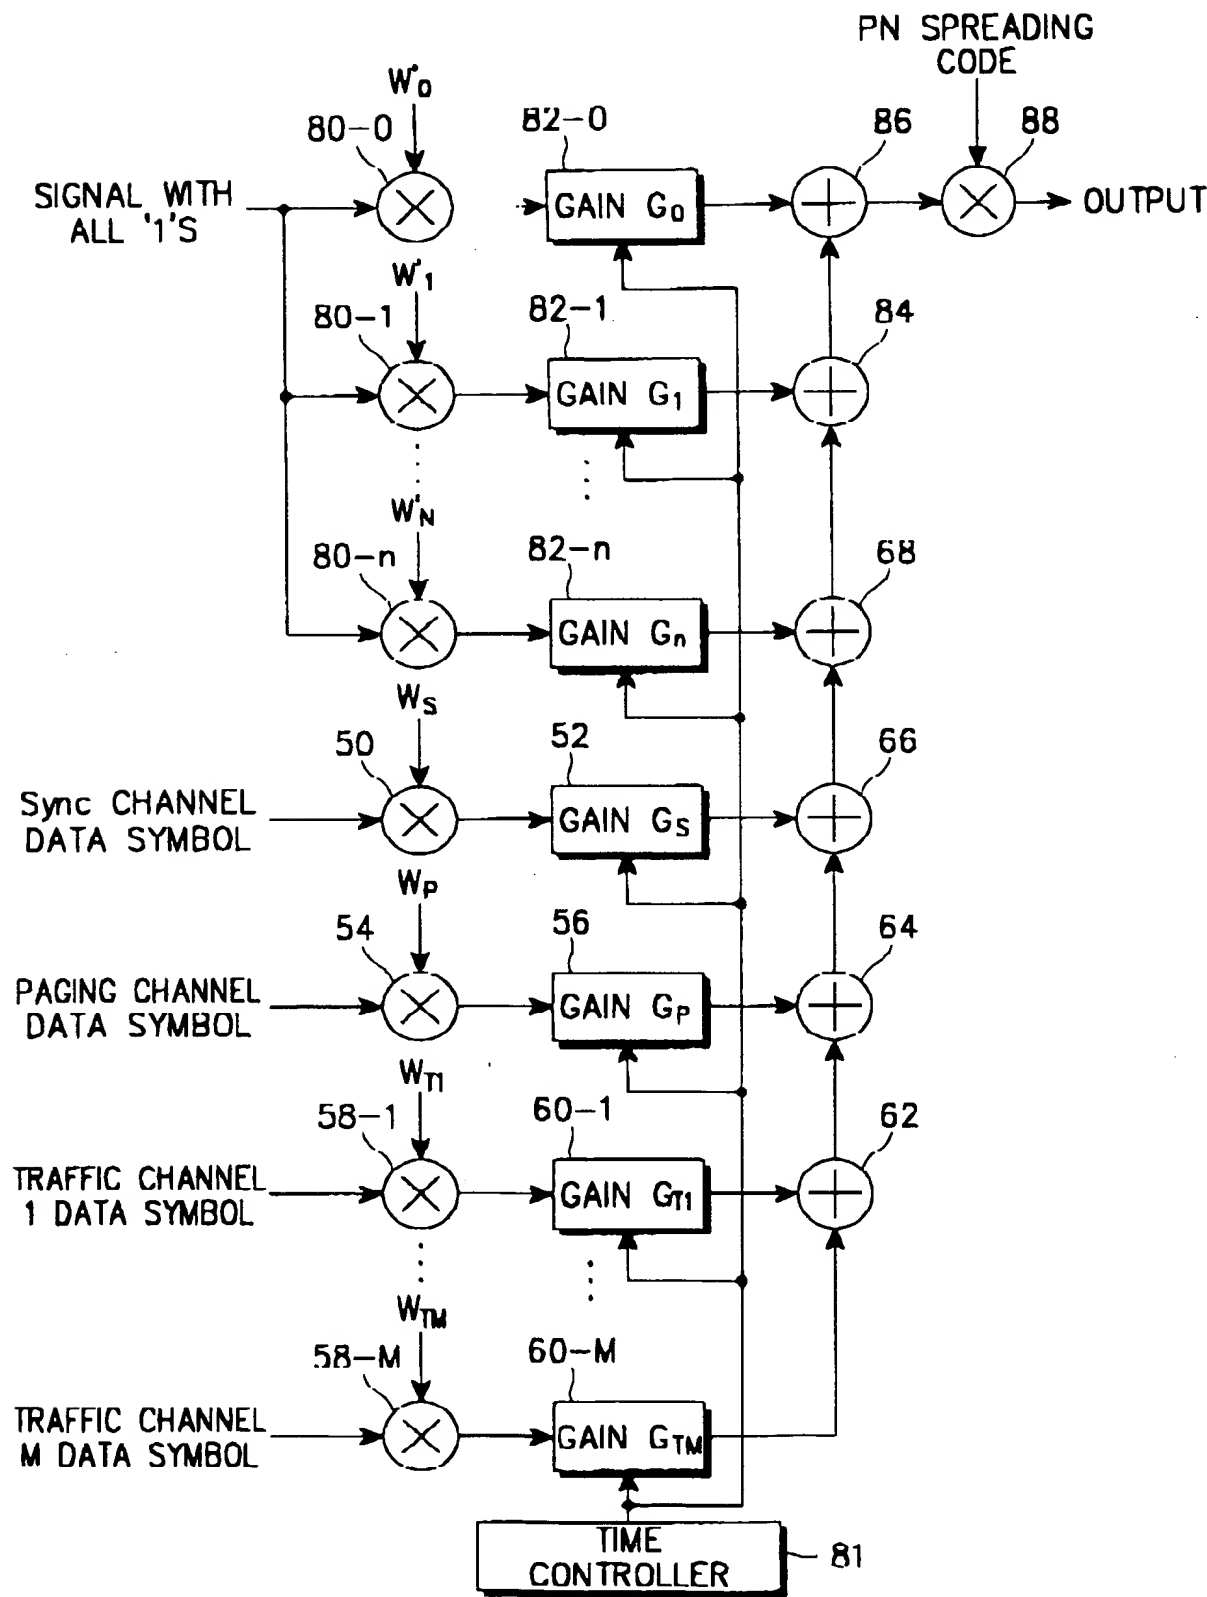 PN SPREADING
CODE
W'0
80-0
82-0
86
88
SIGNAL WITH
ALL '1'S
GAIN G0
OUTPUT
W'1
80-1
82-1
84
GAIN G1
W'N
80-n
82-n
68
GAIN Gn
WS
50
52
66
Sync CHANNEL
DATA SYMBOL
GAIN GS
WP
54
56
64
PAGING CHANNEL
DATA SYMBOL
GAIN GP
WT1
58-1
60-1
62
TRAFFIC CHANNEL
1 DATA SYMBOL
GAIN GT1
WTM
58-M
60-M
TRAFFIC CHANNEL
M DATA SYMBOL
GAIN GTM
TIME
CONTROLLER
81